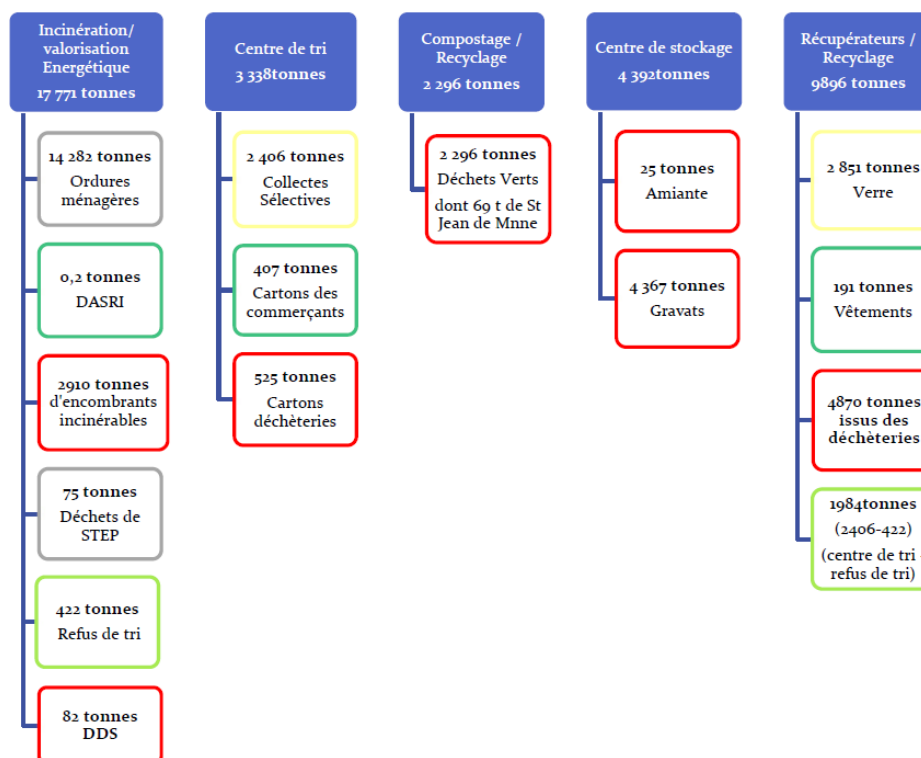 Incinération/
valorisation
Energétique
17 771 tonnes
14 282 tonnes
Ordures
ménagères
0,2 tonnes
DASRI
2910 tonnes
d'encombrants
incinérables
75 tonnes
Déchets de
STEP
422 tonnes
Refus de tri
82 tonnes
DDS
Centre de tri
3 338tonnes
2 406 tonnes
Collectes
Sélectives
407 tonnes
Cartons des
commerçants
525 tonnes
Cartons
déchèteries
Compostage /
Recyclage
2 296 tonnes
2 296 tonnes
Déchets Verts
dont 69 t de St
Jean de Mnne
Centre de stockage
4 392tonnes
25 tonnes
Amiante
4 367 tonnes
Gravats
Récupérateurs /
Recyclage
9896 tonnes
2 851 tonnes
Verre
191 tonnes
Vêtements
4870 tonnes
issus des
déchèteries
1984tonnes
(2406-422)
(centre de tri
refus de tri)